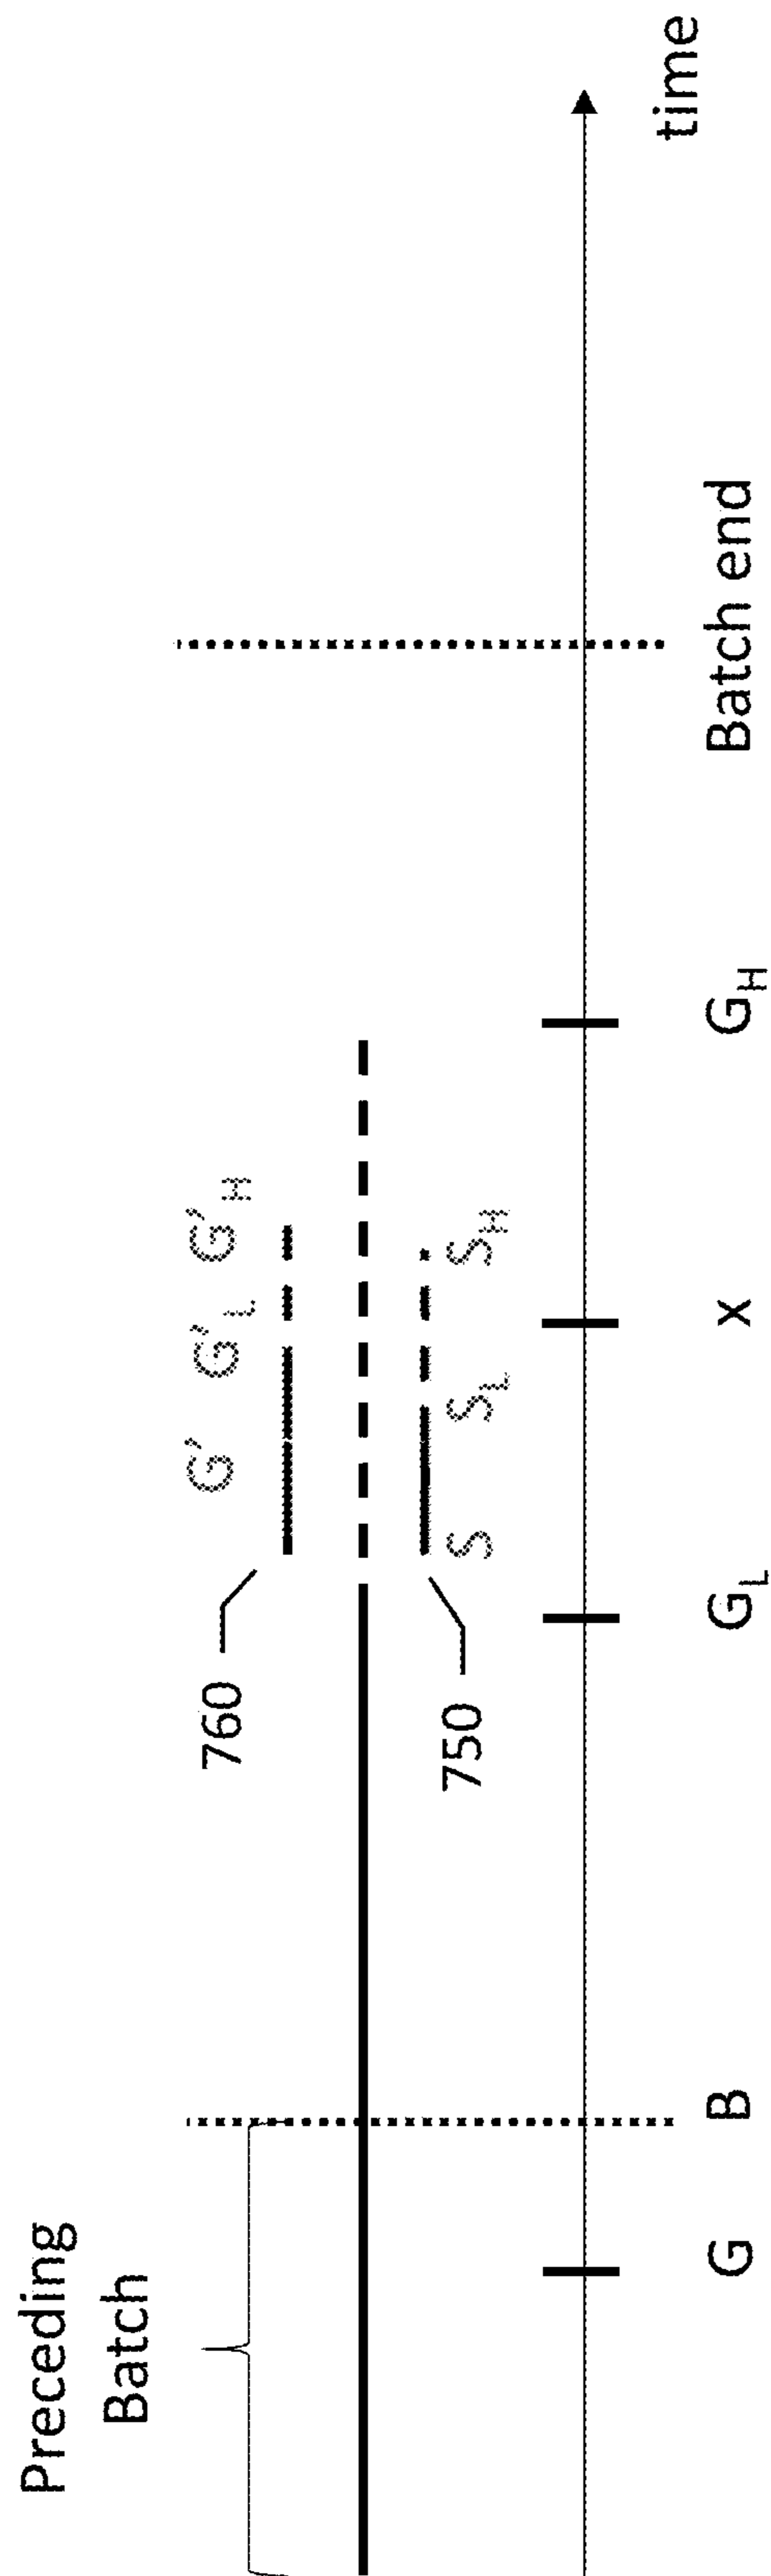 Preceding
Batch
G' G'L G'H
760
S SL SH
750
time
G B GL X GH Batch end